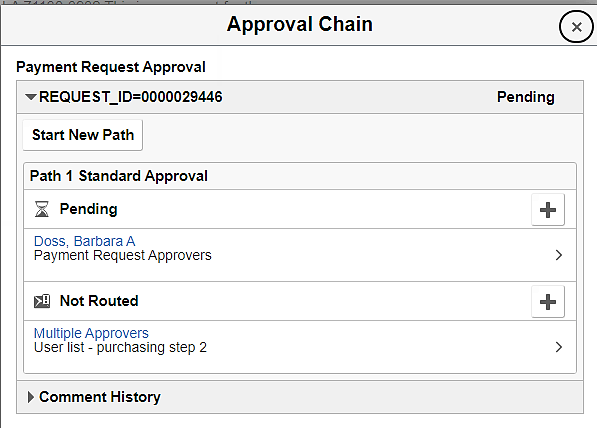 Approval Chain
Payment Request Approval
REQUEST_ID=0000029446 Pending
Start New Path
Path 1 Standard Approval
Pending
Doss, Barbara A
Payment Request Approvers
Not Routed
Multiple Approvers
User list - purchasing step 2
Comment History